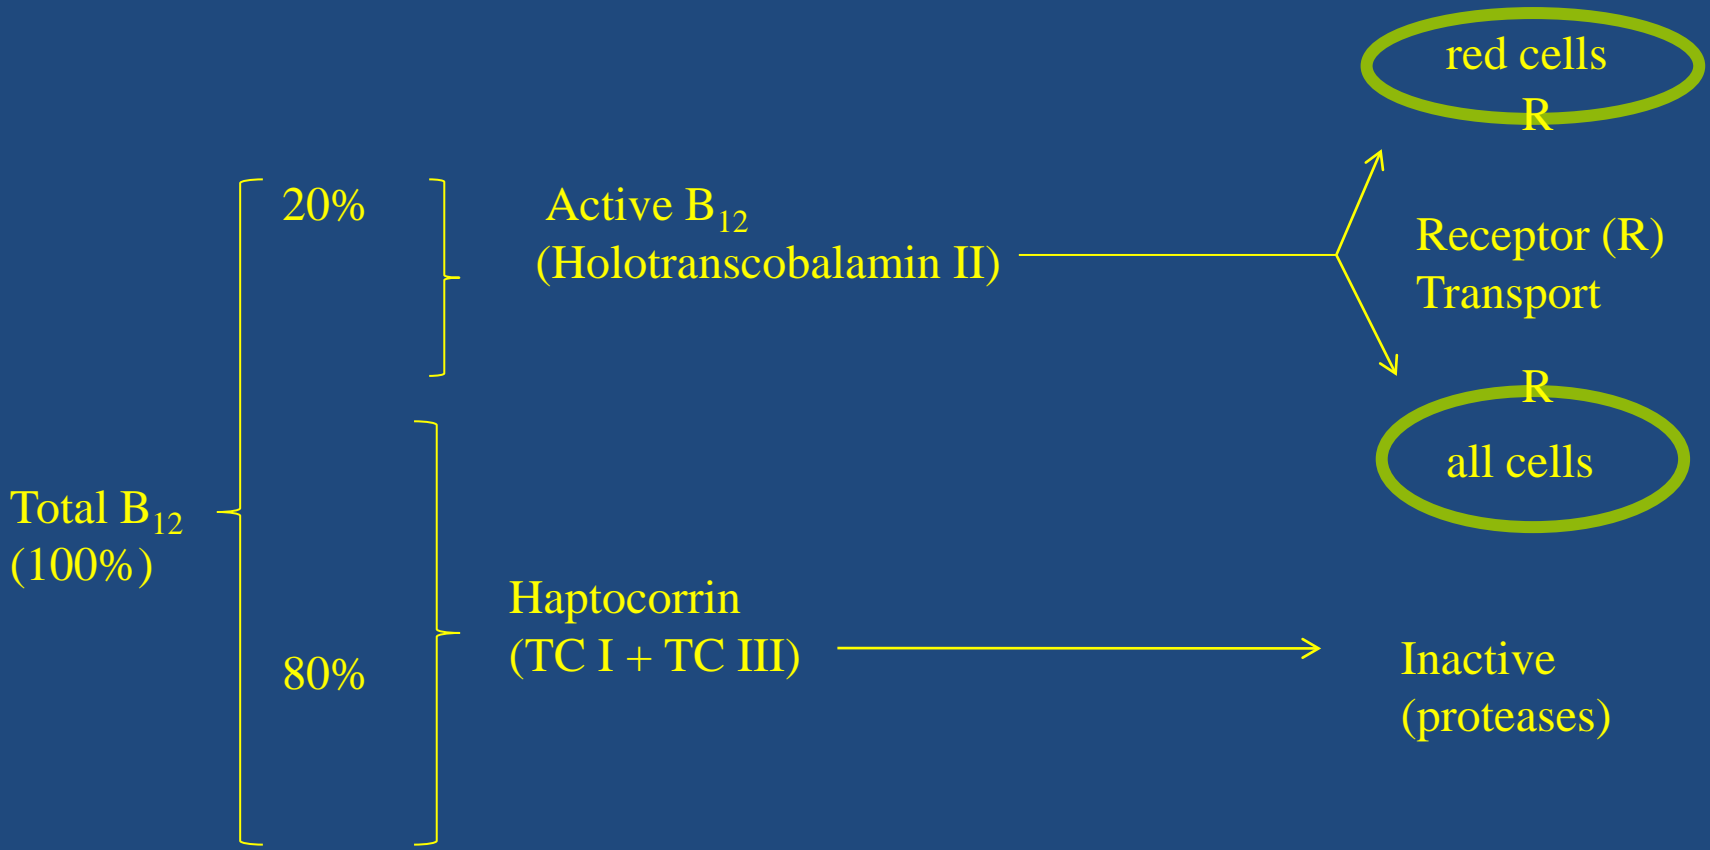 red cells
R
20%
Active B₁₂
(Holotranscobalamin II)
Receptor (R)
Transport
R
all cells
Total B₁₂
(100%)
Haptocorrin
(TC I + TC III)
80%
Inactive
(proteases)